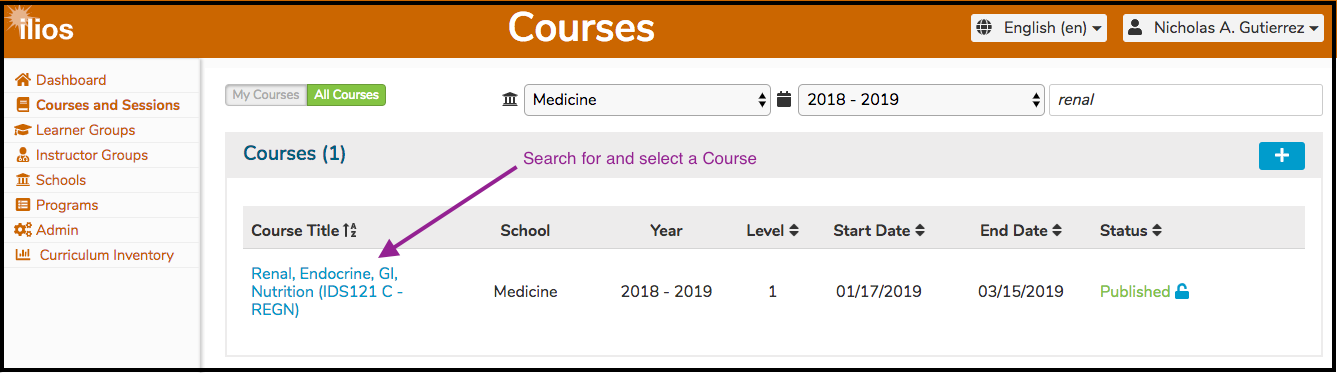 ilios
Courses
English (en)
Nicholas A. Gutierrez
Dashboard
Courses and Sessions
Learner Groups
Instructor Groups
Schools
Programs
Admin
Curriculum Inventory
My Courses All Courses
Medicine
2018 - 2019
renal
Courses (1)
Search for and select a Course
+
Course Title School Year Level Start Date End Date Status
Renal, Endocrine, GI,
Nutrition (IDS121 C - Medicine 2018 - 2019 1 01/17/2019 03/15/2019 Published
REGN)